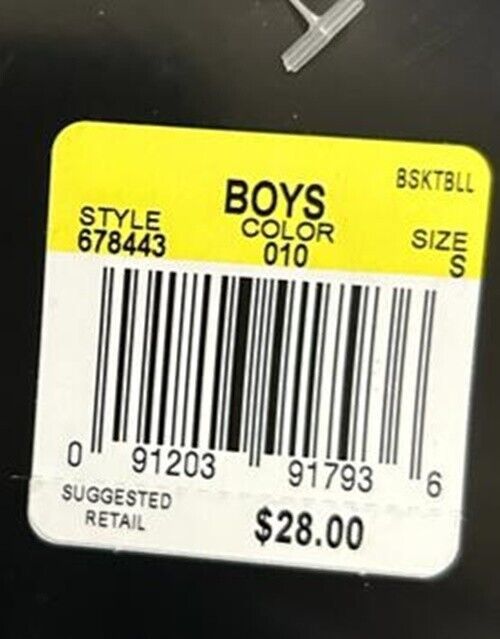 BSKTBLL
BOYS
STYLE COLOR SIZE
678443 010 S
0 91203 91793 6
SUGGESTED
RETAIL
$28.00